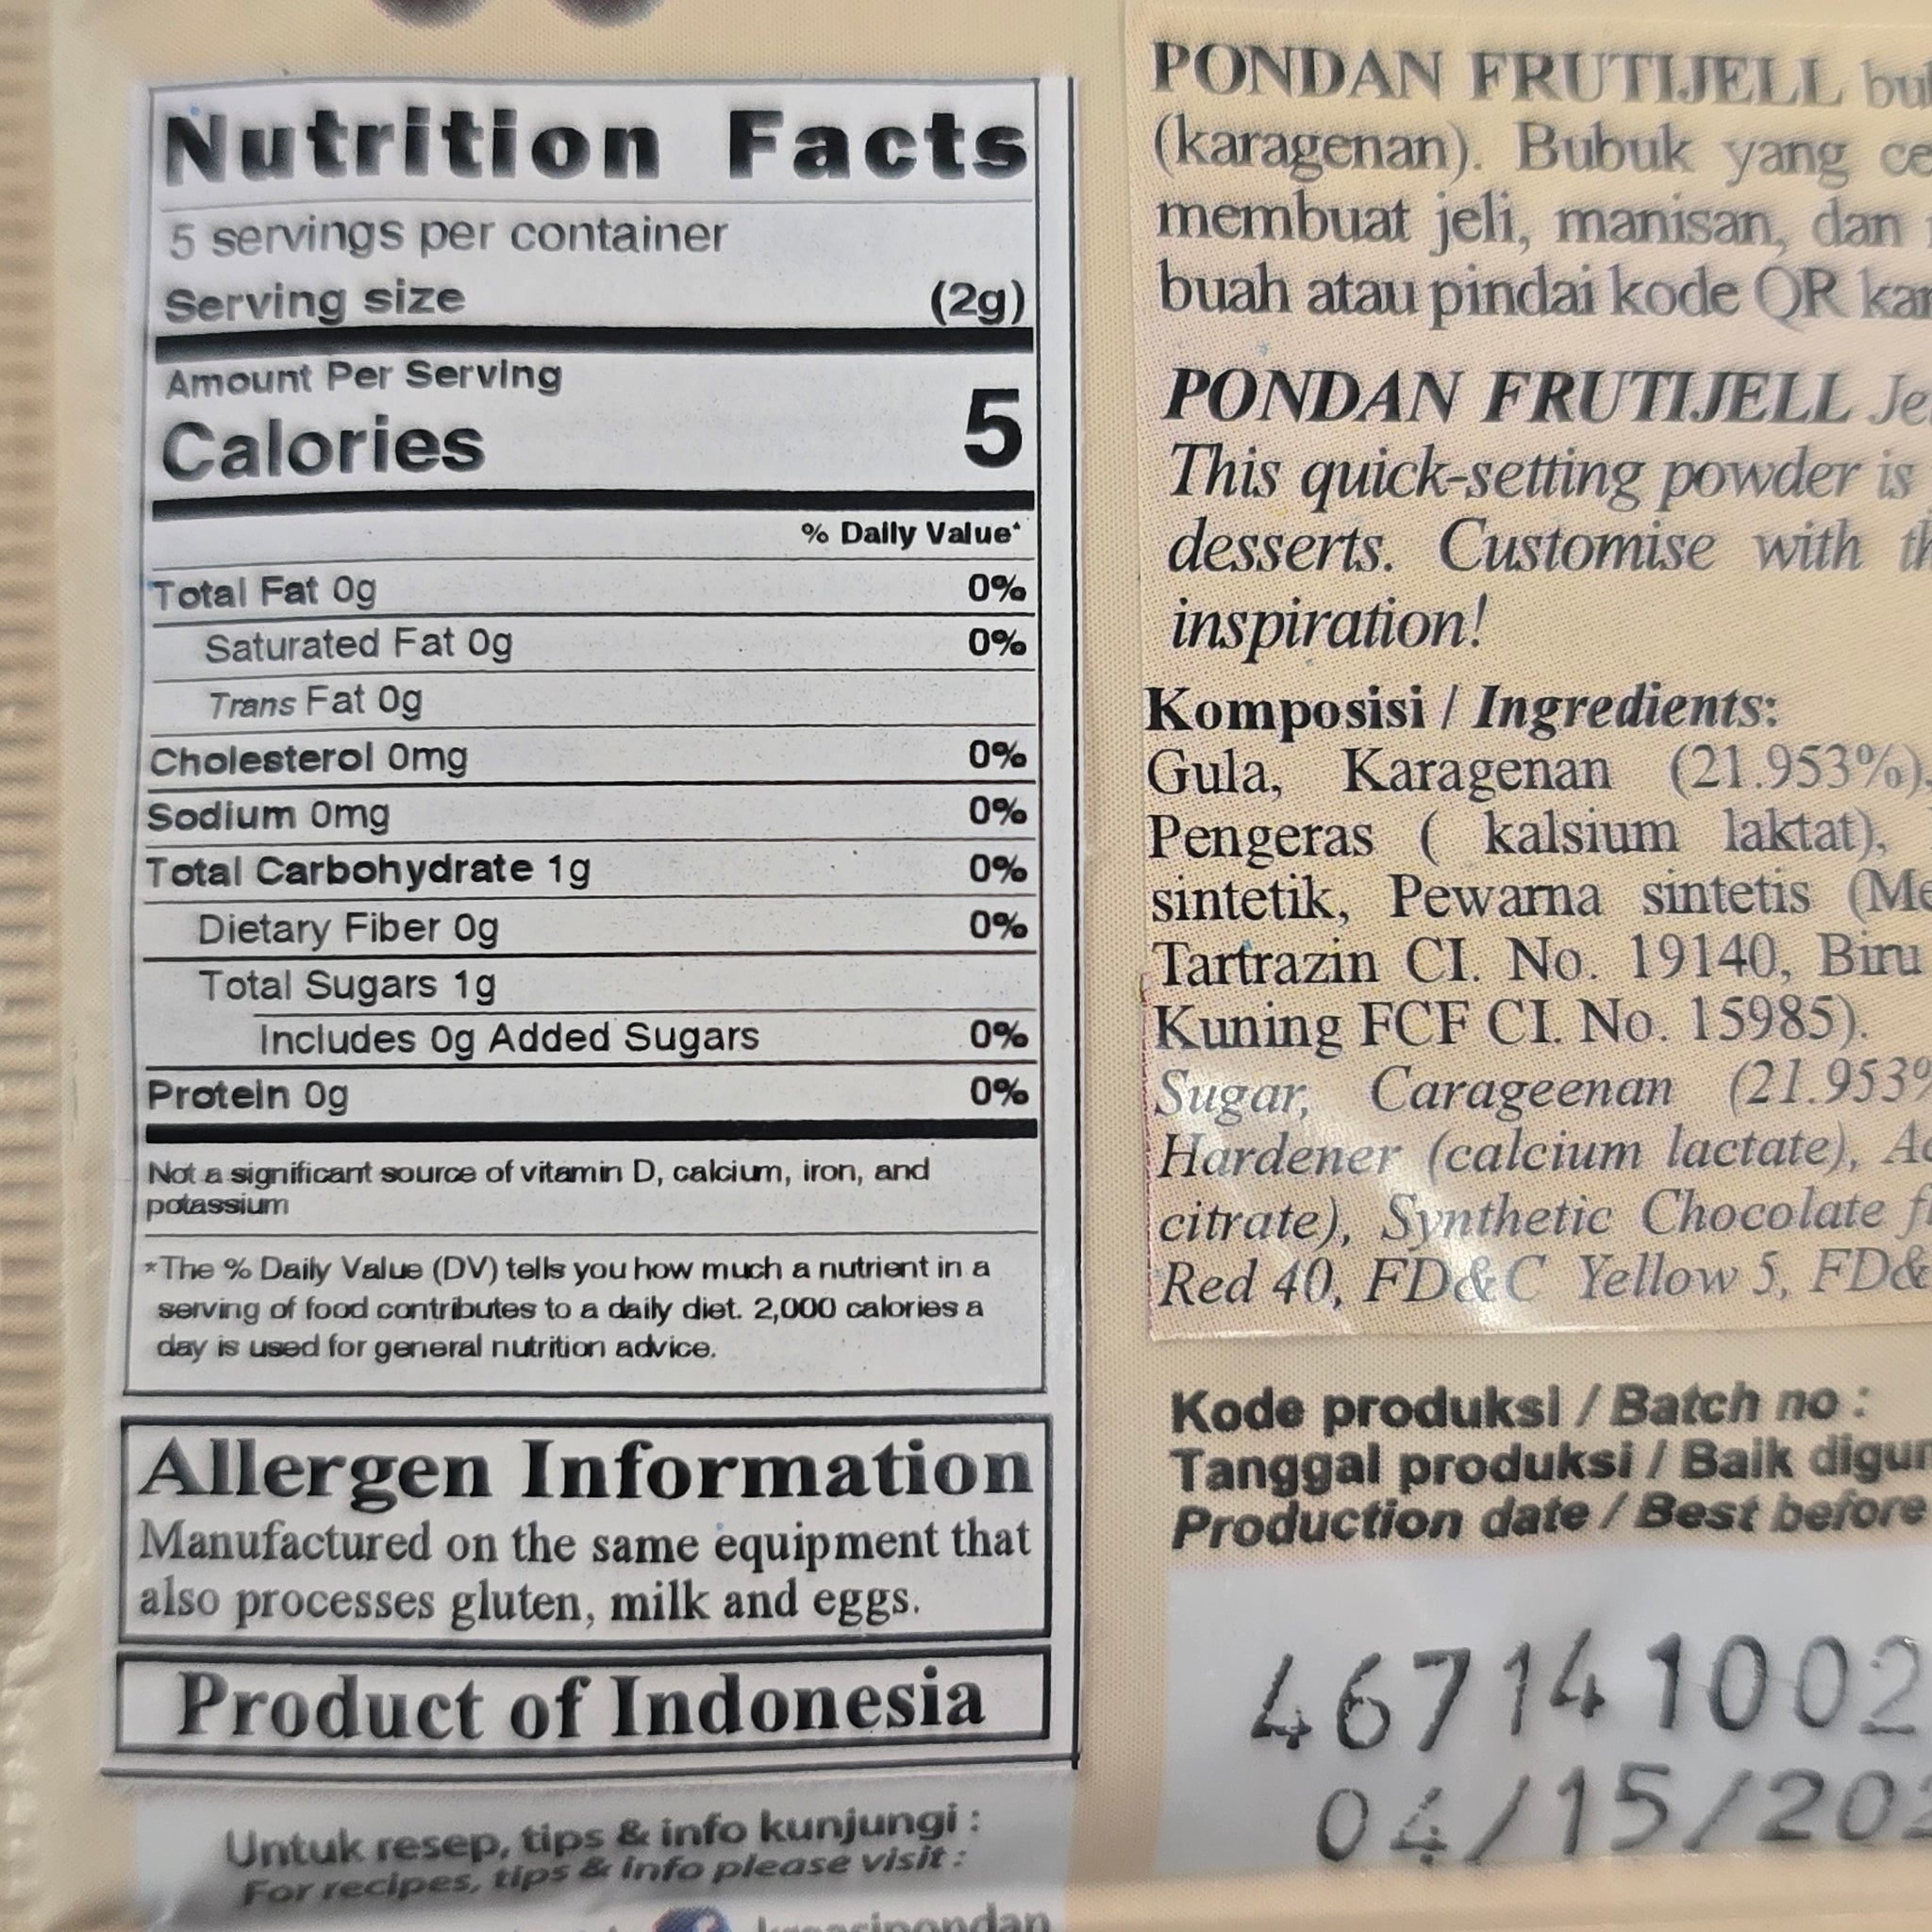 Nutrition Facts
5 servings per container
Serving size (2g)
Amount Per Serving
Calories 5
% Daily Value*
Total Fat 0g 0%
Saturated Fat 0g 0%
Trans Fat 0g
Cholesterol 0mg 0%
Sodium 0mg 0%
Total Carbohydrate 1g 0%
Dietary Fiber 0g 0%
Total Sugars 1g
Includes 0g Added Sugars 0%
Protein 0g 0%
Not a significant source of vitamin D, calcium, iron, and
potassium
*The % Daily Value (DV) tells you how much a nutrient in a
serving of food contributes to a daily diet. 2,000 calories a
day is used for general nutrition advice.
Allergen Information
Manufactured on the same equipment that
also processes gluten, milk and eggs.
Product of Indonesia
Untuk resep, tips & info kunjungi :
For recipes, tips & info please visit :
kreasipondan
PONDAN FRUTIJELL
(karagenan). Bubuk yang
membuat jeli, manisan, dan
buah atau pindai kode QR
PONDAN FRUTIJELL
This quick-setting powder is
desserts. Customise with
inspiration!
Komposisi / Ingredients:
Gula, Karagenan (21.953%),
Pengeras ( kalsium laktat),
sintetik, Pewarna sintetis
Tartrazin CI. No. 19140, Biru
Kuning FCF CI. No. 15985).
Sugar, Carageenan (21.953%
Hardener (calcium lactate),
citrate), Synthetic Chocolate
Red 40, FD&C Yellow 5, FD&
Kode produksi / Batch no :
Tanggal produksi / Baik
Production date / Best before
467141002
04/15/202